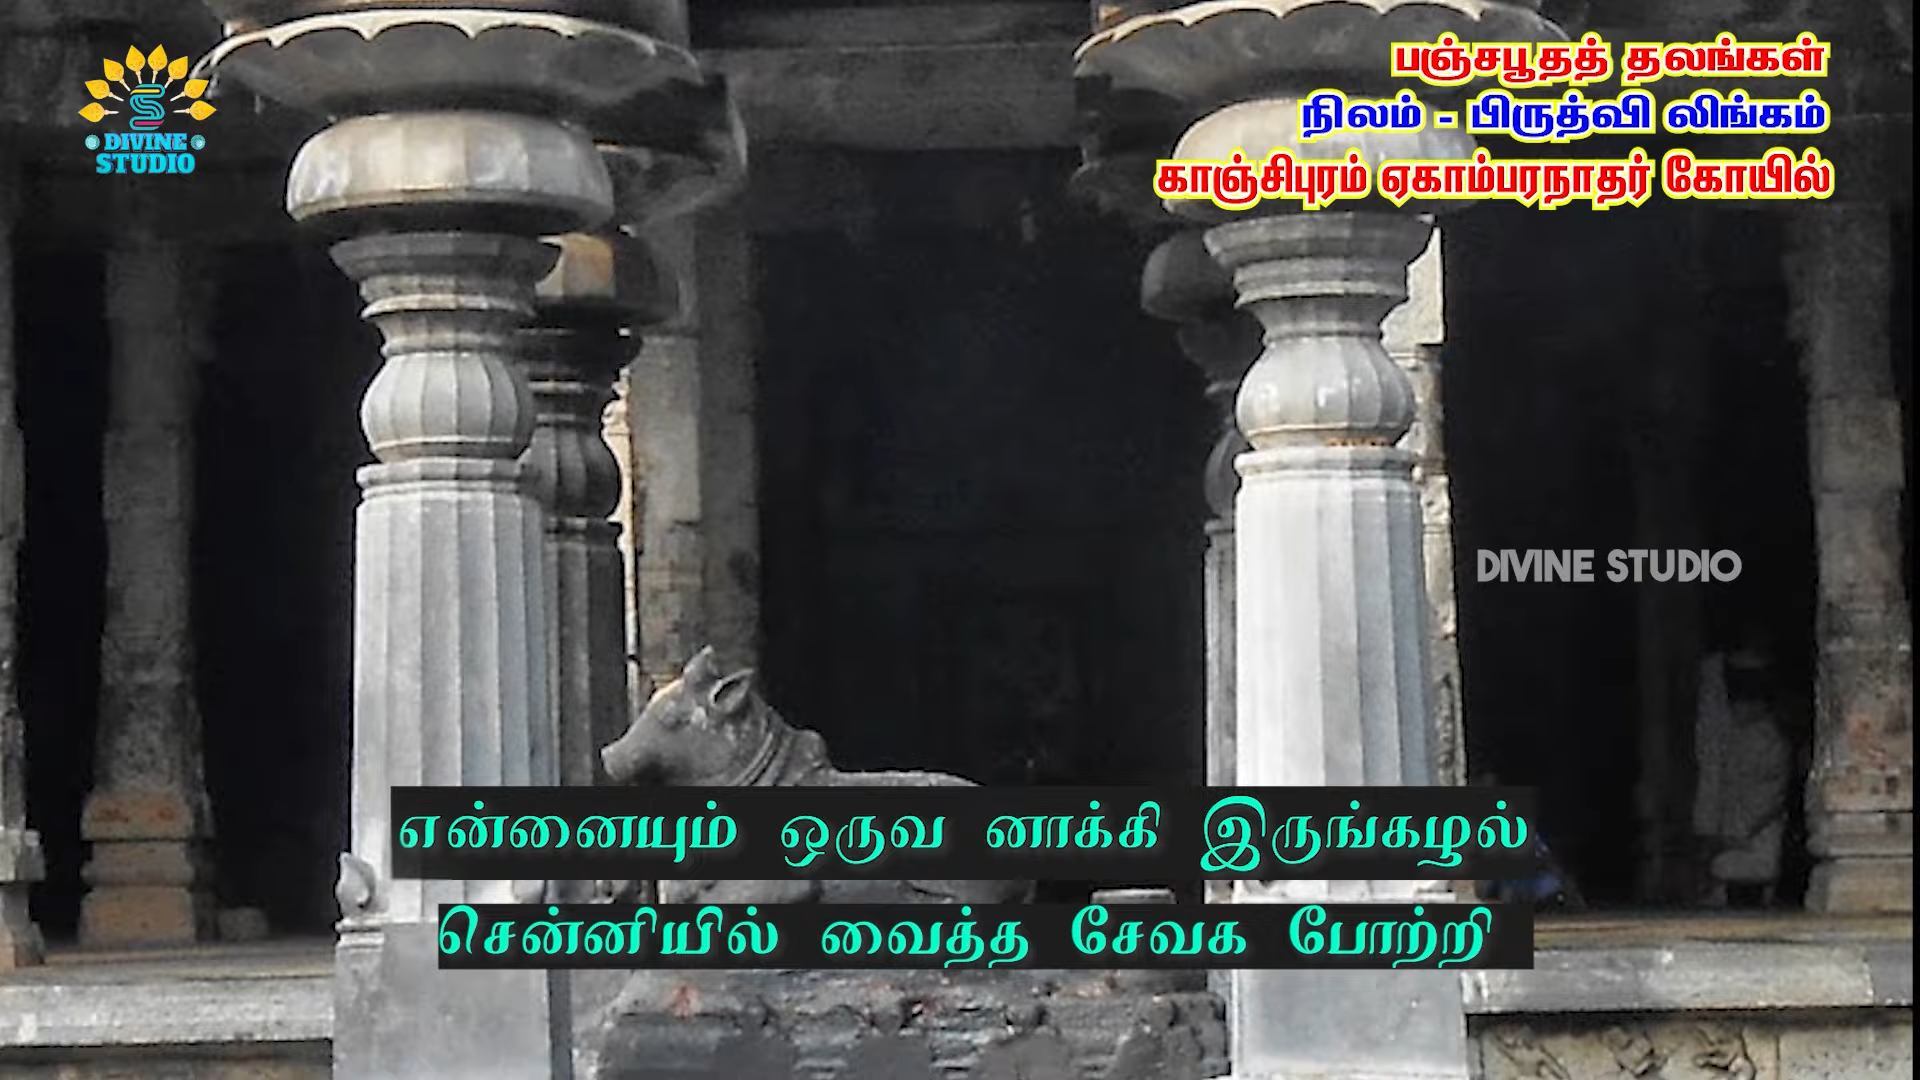 DIVINE
STUDIO
பஞ்சபூதத் தலங்கள்
நிலம் - பிருத்வி லிங்கம்
காஞ்சிபுரம் ஏகாம்பரநாதர் கோயில்
DIVINE STUDIO
என்னையும் ஒருவ னாக்கி இருங்கழல்
சென்னியில் வைத்த சேவக போற்றி